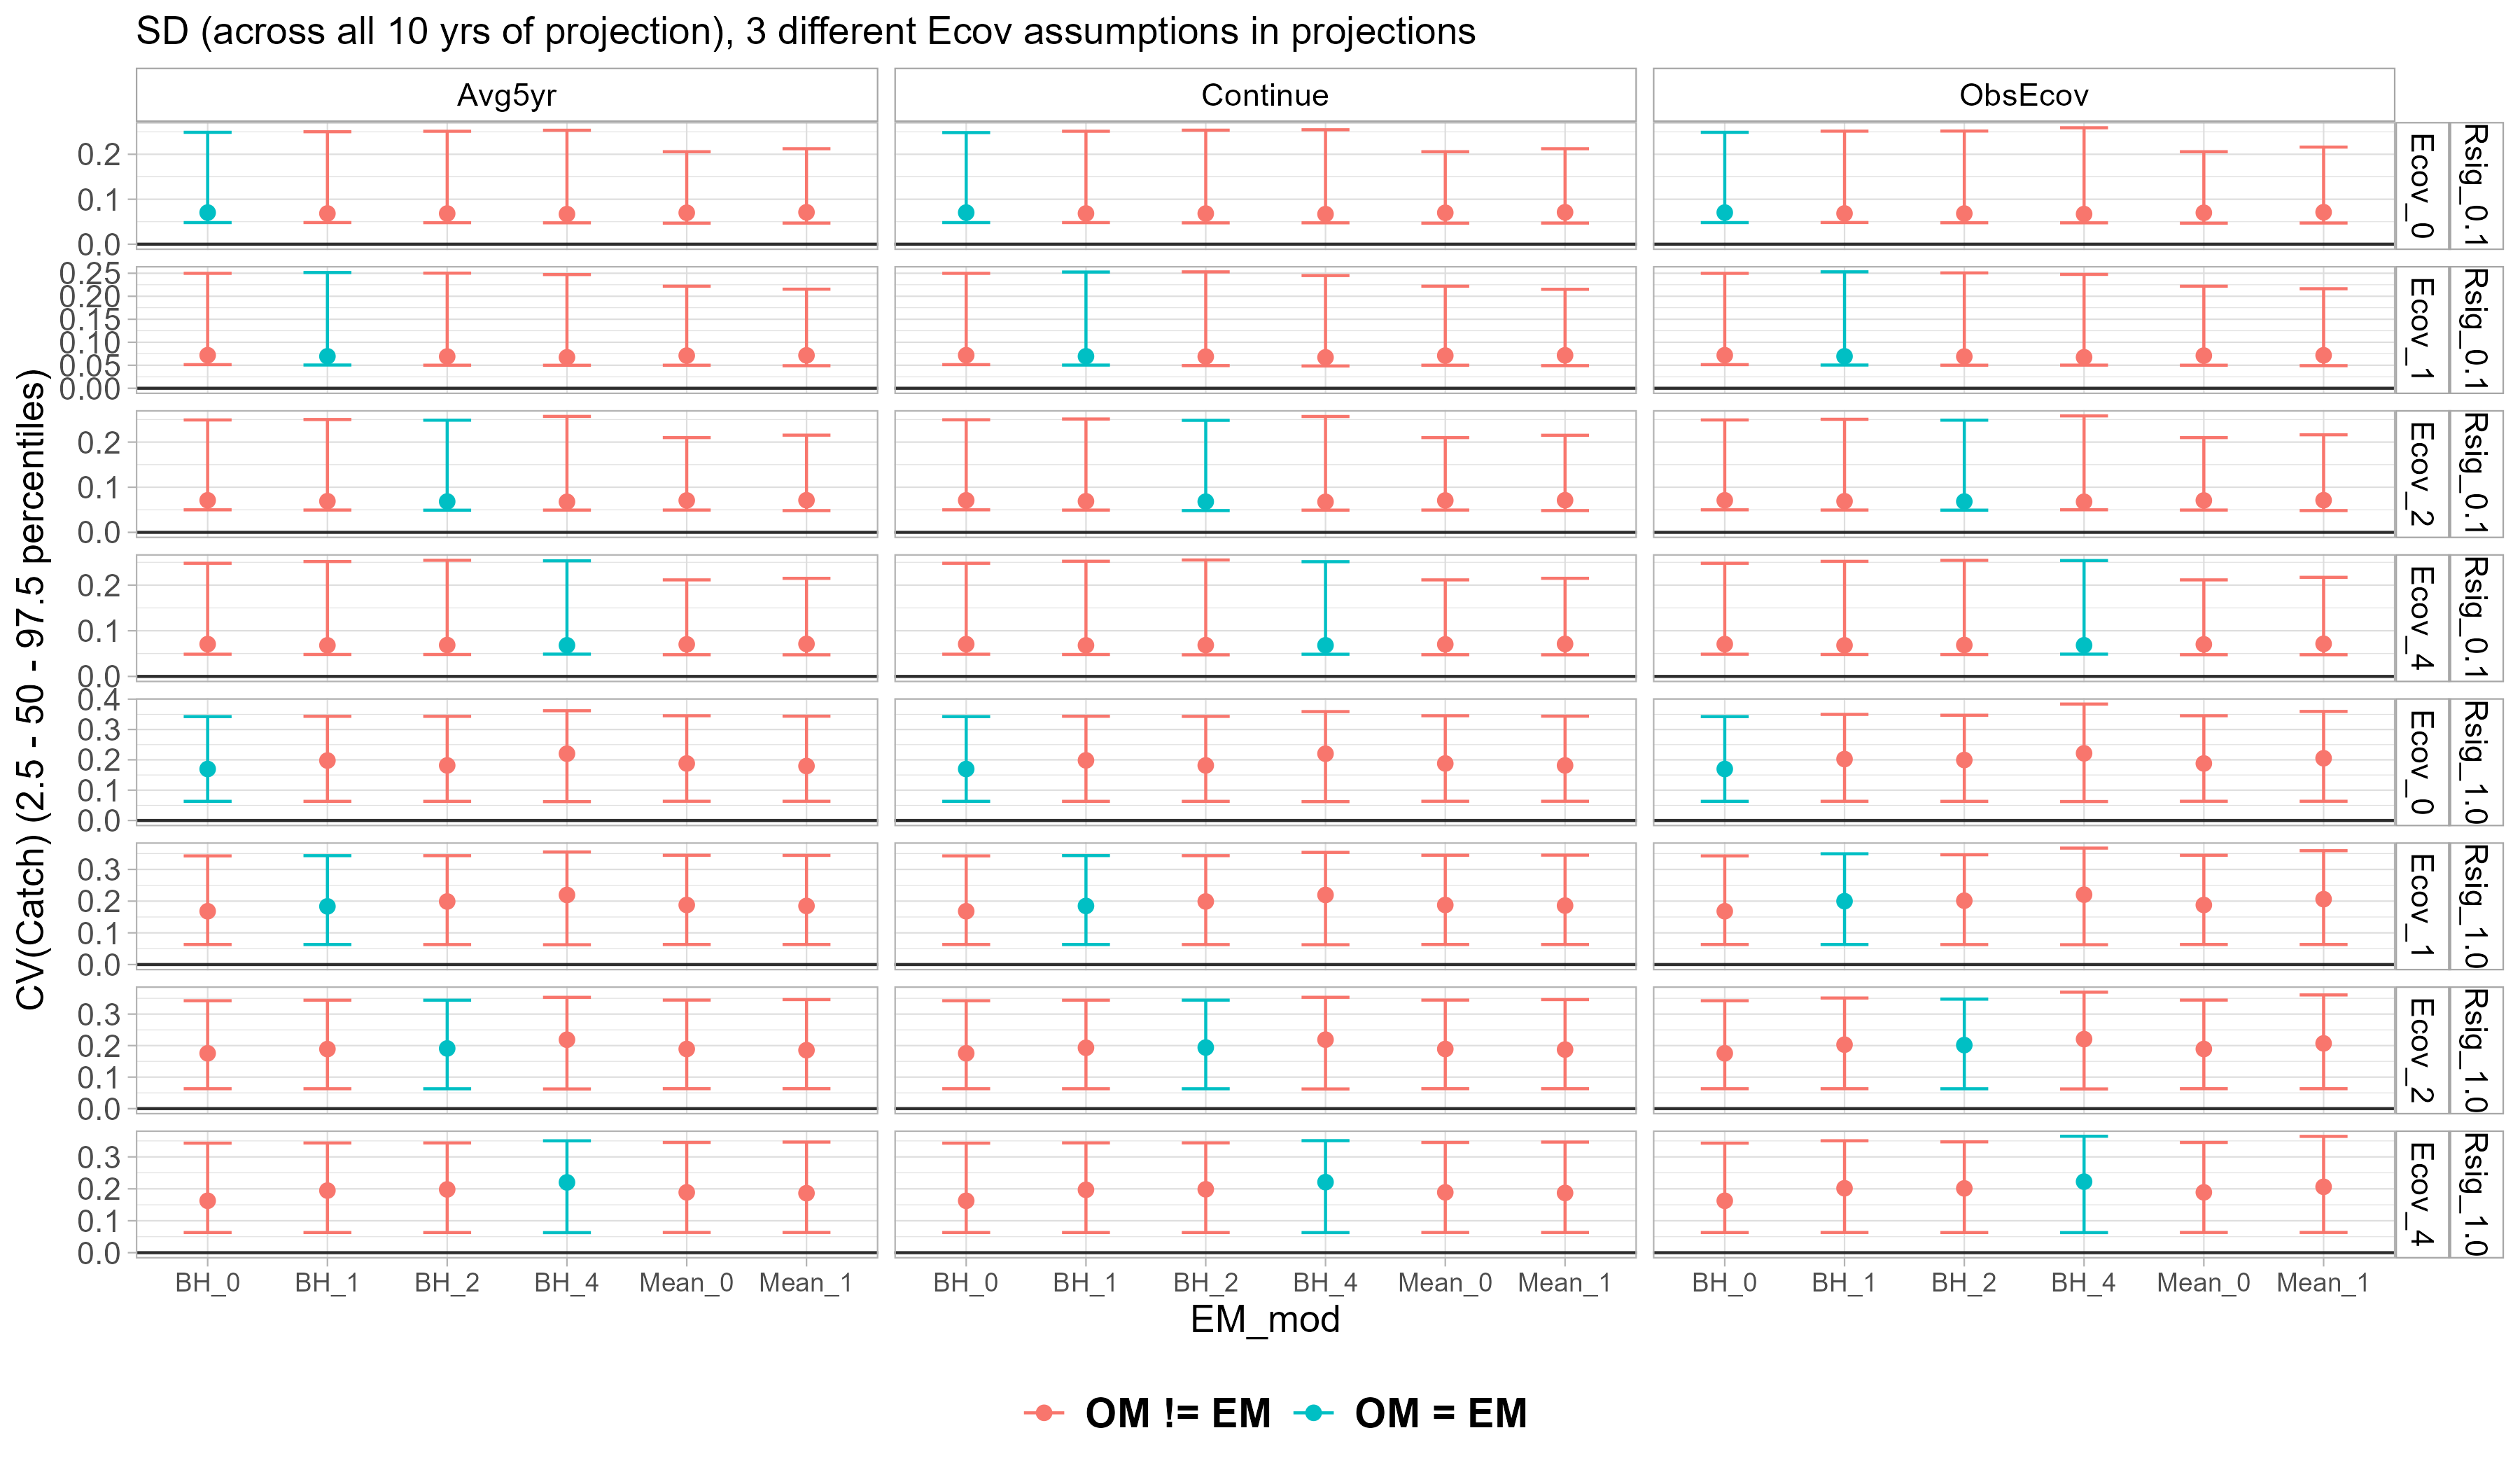 SD (across all 10 yrs of projection), 3 different Ecov assumptions in projections
Avg5yr Continue ObsEcov
CV(Catch) (2.5 - 50 - 97.5 percentiles)
0.2
0.1
0.0
Ecov_0 Rsig_0.1
0.25
0.20
0.15
0.10
0.05
0.00
Ecov_1 Rsig_0.1
0.2
0.1
0.0
Ecov_2 Rsig_0.1
0.2
0.1
0.0
Ecov_4 Rsig_0.1
0.4
0.3
0.2
0.1
0.0
Ecov_0 Rsig_1.0
0.3
0.2
0.1
0.0
Ecov_1 Rsig_1.0
0.3
0.2
0.1
0.0
Ecov_2 Rsig_1.0
0.3
0.2
0.1
0.0
Ecov_4 Rsig_1.0
BH_0 BH_1 BH_2 BH_4 Mean_0 Mean_1 BH_0 BH_1 BH_2 BH_4 Mean_0 Mean_1 BH_0 BH_1 BH_2 BH_4 Mean_0 Mean_1
EM_mod
OM != EM OM = EM